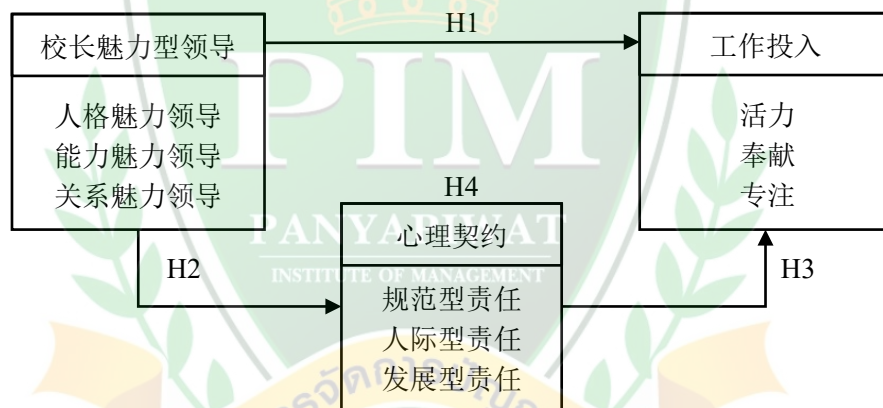 H1
校长魅力型领导
人格魅力领导
能力魅力领导
关系魅力领导
工作投入
活力
奉献
专注
H4
心理契约
规范型责任
人际型责任
发展型责任
H2
H3
PIM
PANYAPIWAT
INSTITUTE OF MANAGEMENT